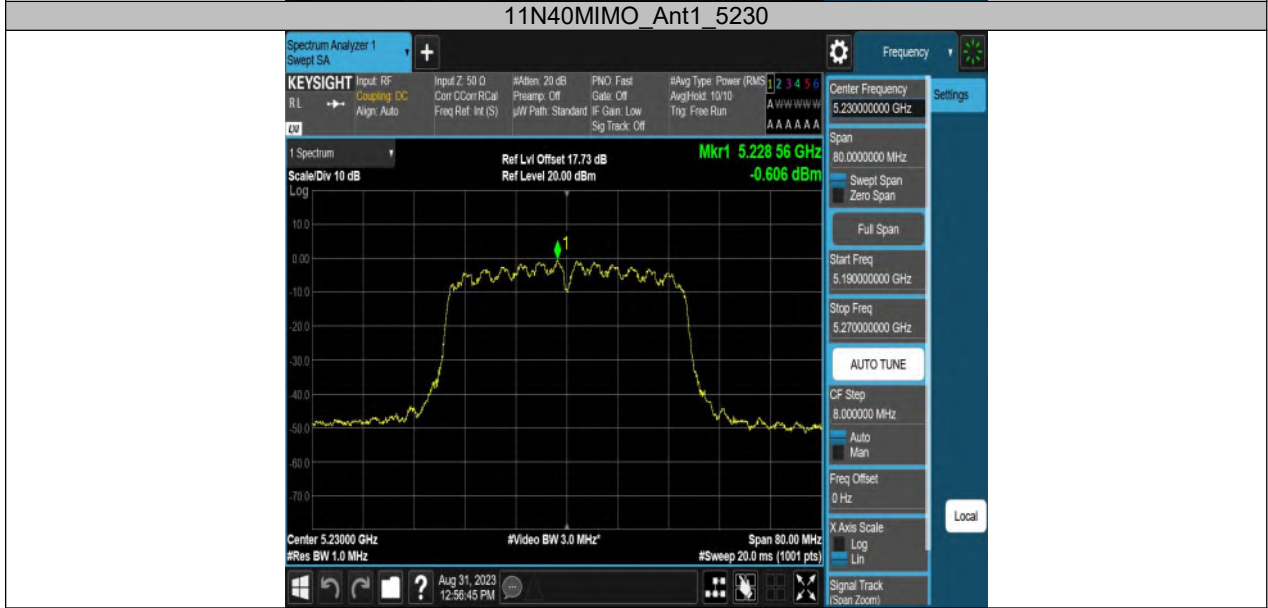 11N40MIMO_Ant1_5230
Spectrum Analyzer 1
Swept SA
Frequency
KEYSIGHT
RL
Input: RF
Coupling: DC
Align: Auto
Input Z: 50 Ω
Corr CCorr RCal
Freq Ref: Int (S)
#Atten: 20 dB
Preamp: Off
µW Path: Standard
PNO: Fast
Gate: Off
IF Gain: Low
Sig Track: Off
#Avg Type: Power (RMS
Avg|Hold: 10/10
Trig: Free Run
1 2 3 4 5 6
A W W W W W
A A A A A A
1 Spectrum
Scale/Div 10 dB
Log
Ref Lvl Offset 17.73 dB
Ref Level 20.00 dBm
Mkr1 5.228 56 GHz
-0.606 dBm
10.0
0.00
-10.0
-20.0
-30.0
-40.0
-50.0
-60.0
-70.0
1
Center 5.23000 GHz
#Res BW 1.0 MHz
#Video BW 3.0 MHz*
Span 80.00 MHz
#Sweep 20.0 ms (1001 pts)
?
Aug 31, 2023
12:56:45 PM
Center Frequency
5.230000000 GHz
Settings
Span
80.0000000 MHz
Swept Span
Zero Span
Full Span
Start Freq
5.190000000 GHz
Stop Freq
5.270000000 GHz
AUTO TUNE
CF Step
8.000000 MHz
Auto
Man
Freq Offset
0 Hz
X Axis Scale
Log
Lin
Local
Signal Track
(Span Zoom)